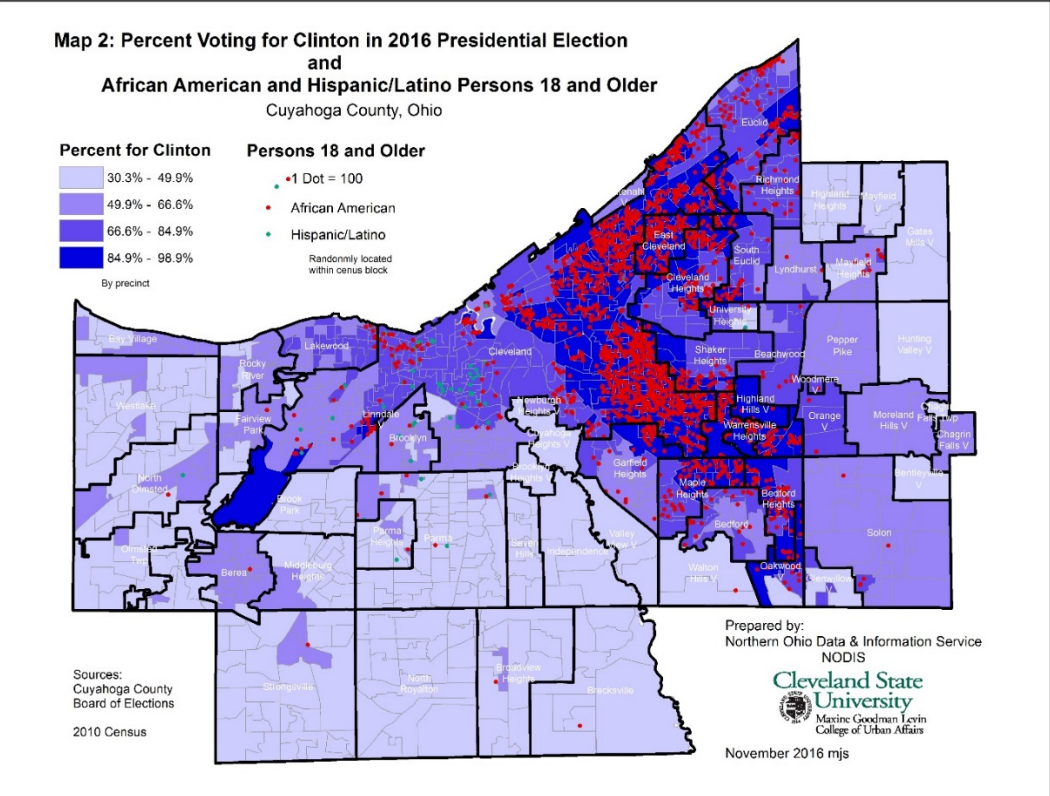 Map 2: Percent Voting for Clinton in 2016 Presidential Election
and
African American and Hispanic/Latino Persons 18 and Older
Cuyahoga County, Ohio
Percent for Clinton
30.3% - 49.9%
49.9% - 66.6%
66.6% - 84.9%
84.9% - 98.9%
By precinct
Persons 18 and Older
1 Dot = 100
African American
Hispanic/Latino
Randonmly located
within cenus block
Euclid
Richmond
Heights
Highland
Heights
Mayfield
V
Gates
Mills V
East
Cleveland
South
Euclid
Cleveland
Heights
Lyndhurst
Mayfield
Heights
University
Heights
Bay Village
Lakewood
Rocky
River
Cleveland
Shaker
Heights
Beachwood
Pepper
Pike
Hunting
Valley V
Woodmere
V
Westlake
Fairview
Park
Linndale
V
Brooklyn
Newburgh
Heights V
Cuyahoga
Heights V
Highland
Hills V
Warrensville
Heights
Orange
V
Moreland
Hills V
Falls Twp
Chagrin
Falls V
North
Olmsted
Brook
Park
Brooklyn
Heights V
Garfield
Heights
Maple
Heights
Bedford
Heights
Bentleyville
V
Olmsted
Twp
Berea
Middleburg
Heights
Parma
Heights
Parma
Seven
Hills
Independence
Valley
View V
Bedford
Solon
Walton
Hills V
Oakwood
V
Glenwillow
V
Strongsville
North
Royalton
Broadview
Heights
Brecksville
Sources:
Cuyahoga County
Board of Elections
2010 Census
Prepared by:
Northern Ohio Data & Information Service
NODIS
Cleveland State
University
Maxine Goodman Levin
College of Urban Affairs
November 2016 mjs